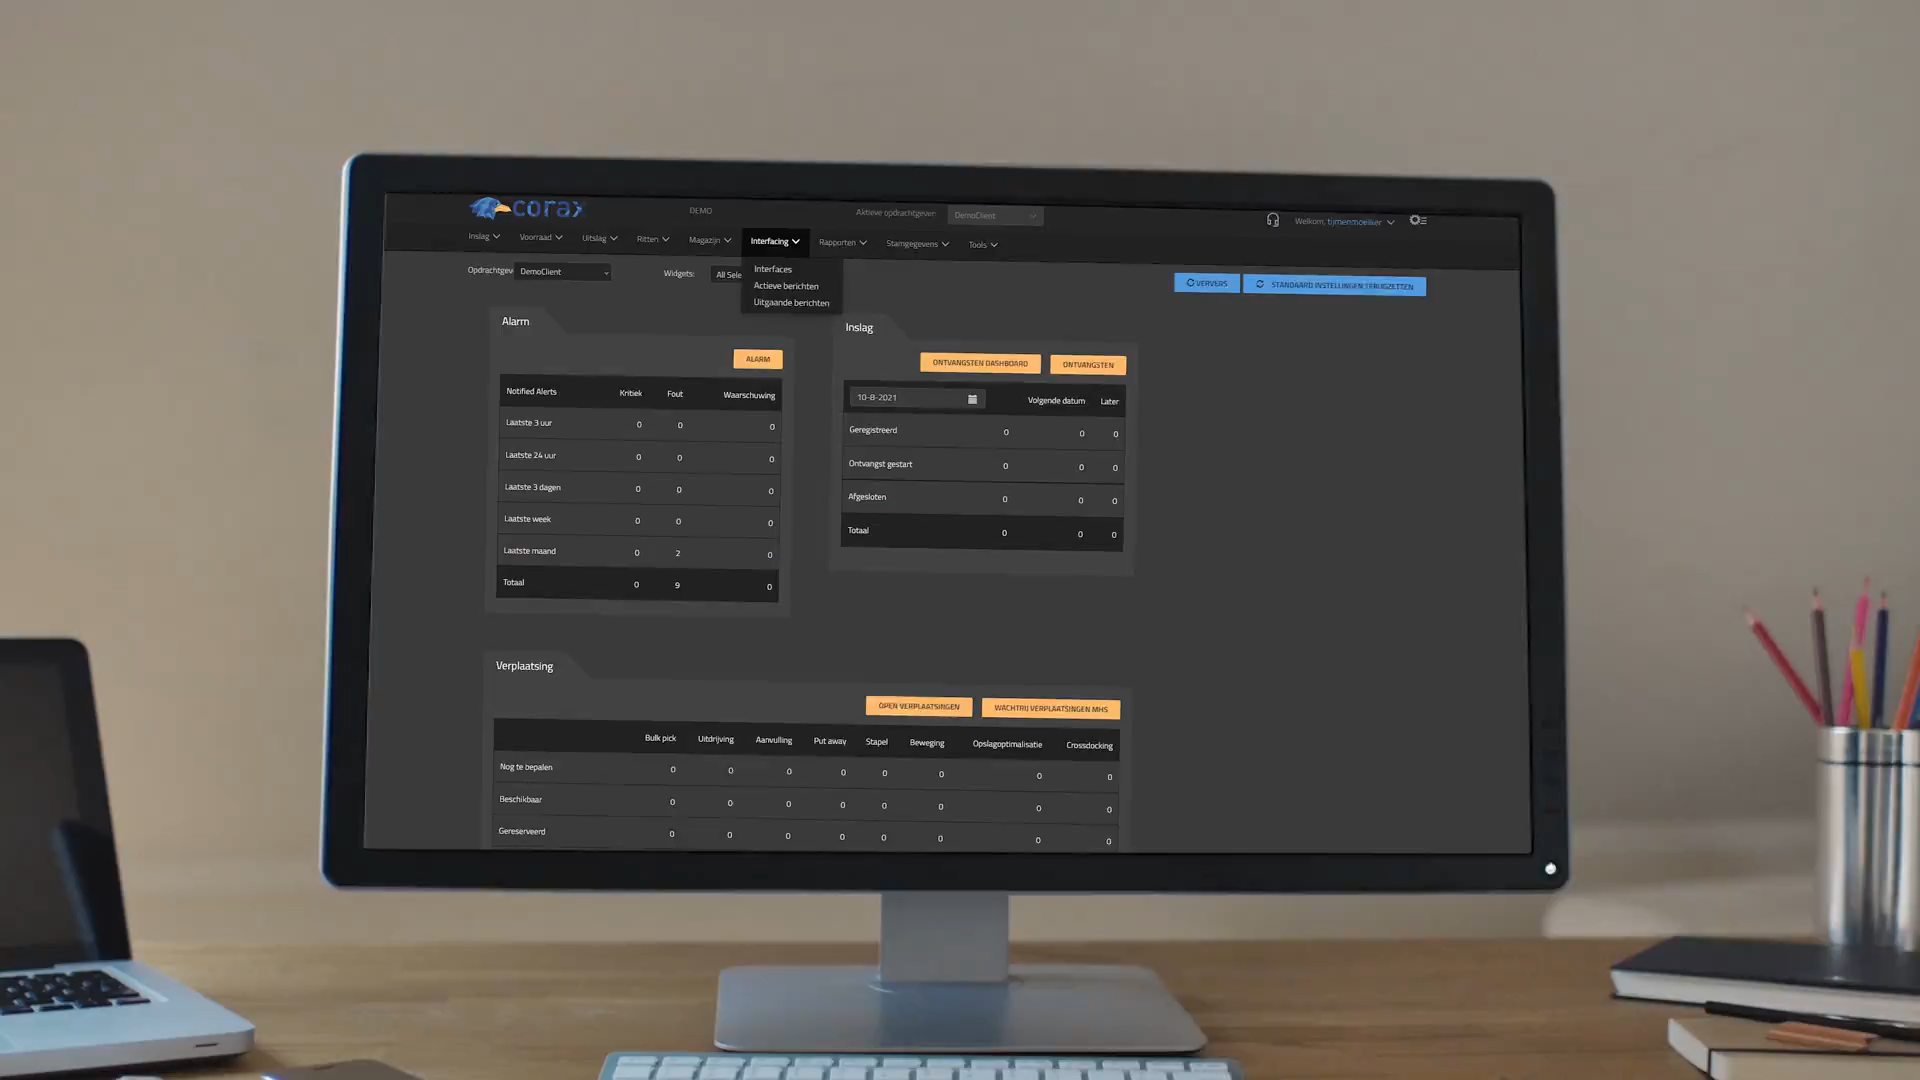 corax DEMO Aktieve opdrachtgever: DemoClient Welkom, tijmenmoelker
Inslag Voorraad Uitslag Ritten Magazijn Interfacing Rapporten Stamgegevens Tools
Opdrachtgev DemoClient Widgets: All Sele
Interfaces
Actieve berichten
Uitgaande berichten
VERVERS STANDAARD INSTELLINGEN TERUGZETTEN
Alarm
ALARM
Notified Alerts Kritiek Fout Waarschuwing
Laatste 3 uur 0 0 0
Laatste 24 uur 0 0 0
Laatste 3 dagen 0 0 0
Laatste week 0 0 0
Laatste maand 0 2 0
Totaal 0 9 0
Inslag
ONTVANGSTEN DASHBOARD ONTVANGSTEN
10-8-2021 Volgende datum Later
Geregistreerd 0 0 0
Ontvangst gestart 0 0 0
Afgesloten 0 0 0
Totaal 0 0 0
Verplaatsing
OPEN VERPLAATSINGEN WACHTRIJ VERPLAATSINGEN MHS
Bulk pick Uitdrijving Aanvulling Put away Stapel Beweging Opslagoptimalisatie Crossdocking
Nog te bepalen 0 0 0 0 0 0 0 0
Beschikbaar 0 0 0 0 0 0 0 0
Gereserveerd 0 0 0 0 0 0 0 0